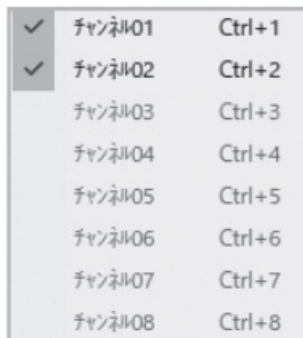 ﾁｬﾝﾈﾙ01 Ctrl+1
ﾁｬﾝﾈﾙ02 Ctrl+2
ﾁｬﾝﾈﾙ03 Ctrl+3
ﾁｬﾝﾈﾙ04 Ctrl+4
ﾁｬﾝﾈﾙ05 Ctrl+5
ﾁｬﾝﾈﾙ06 Ctrl+6
ﾁｬﾝﾈﾙ07 Ctrl+7
ﾁｬﾝﾈﾙ08 Ctrl+8